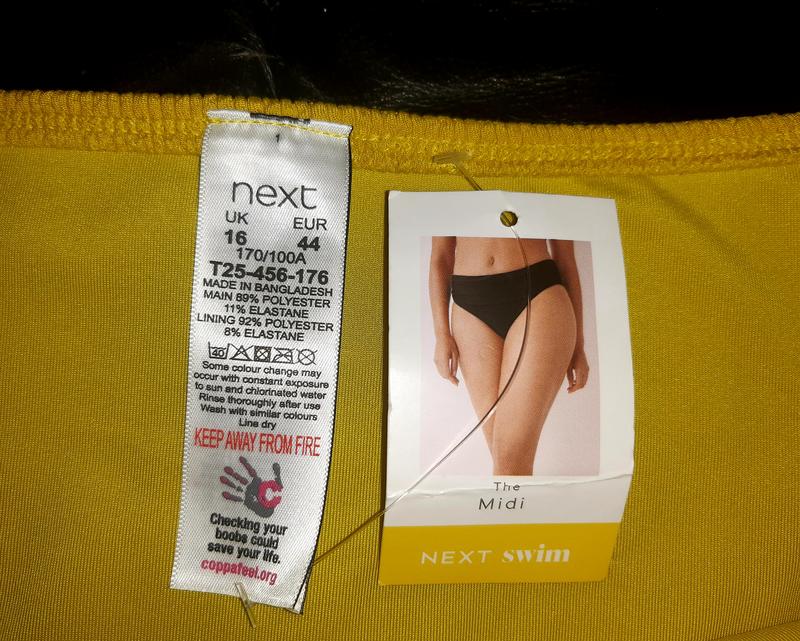 next
UK EUR
16 44
170/100A
T25-456-176
MADE IN BANGLADESH
MAIN 89% POLYESTER
11% ELASTANE
LINING 92% POLYESTER
8% ELASTANE
40
Some colour change may
occur with constant exposure
to sun and chlorinated water
Rinse thoroughly after use
Wash with similar colours
Line dry
KEEP AWAY FROM FIRE
C
Checking your
boobs could
save your life.
coppafeel.org
The
Midi
NEXT swim